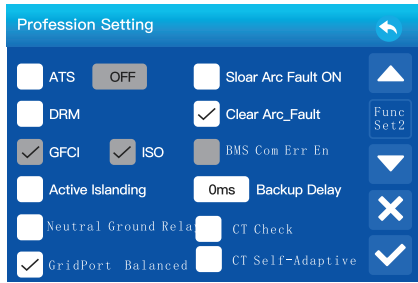 Profession Setting
ATS OFF Sloar Arc Fault ON
DRM Clear Arc_Fault
Func
Set2
GFCI ISO BMS Com Err En
Active Islanding 0ms Backup Delay
Neutral Ground Rela CT Check
GridPort Balanced CT Self-Adaptive